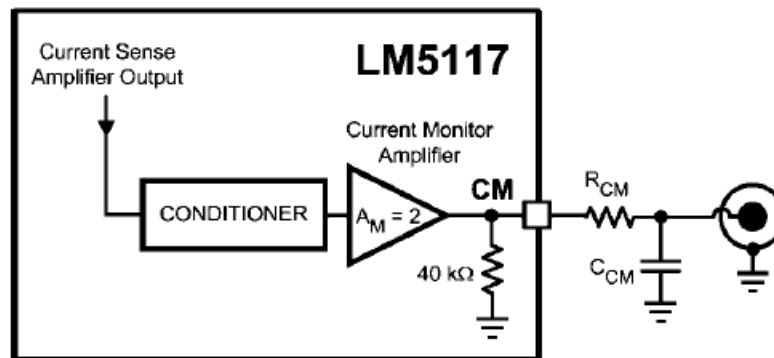 Current Sense
Amplifier Output
LM5117
Current Monitor
Amplifier
CM
R_CM
CONDITIONER
A_M = 2
40 kΩ
C_CM